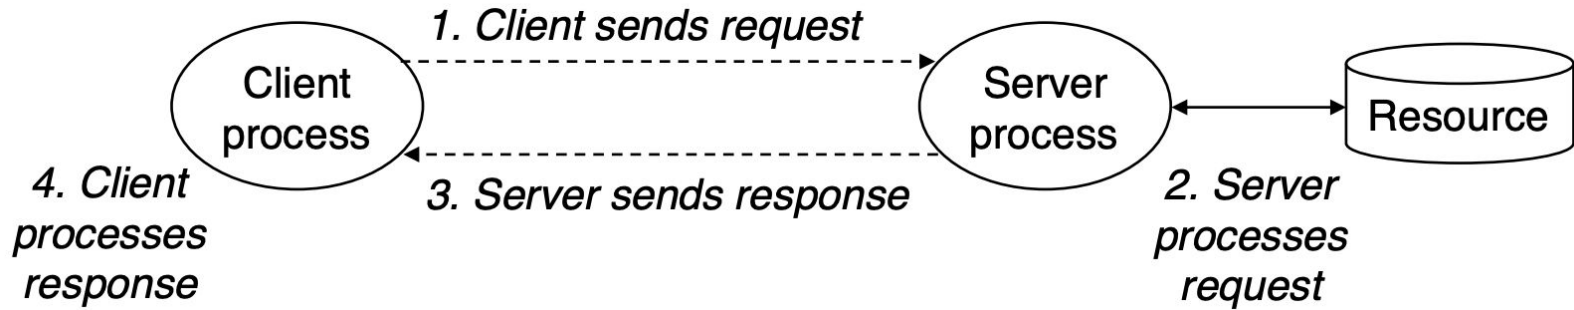 1. Client sends request
Client
process
Server
process
Resource
3. Server sends response
4. Client
processes
response
2. Server
processes
request